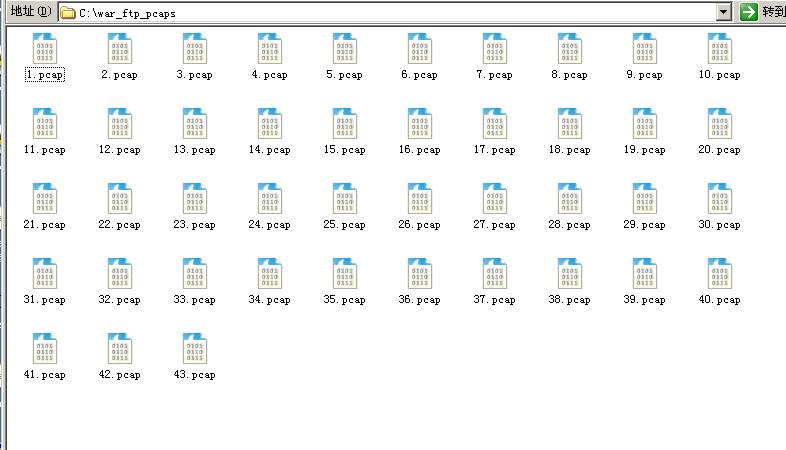 地址(D) C:\war_ftp_pcaps 转到
1.pcap 2.pcap 3.pcap 4.pcap 5.pcap 6.pcap 7.pcap 8.pcap 9.pcap 10.pcap
11.pcap 12.pcap 13.pcap 14.pcap 15.pcap 16.pcap 17.pcap 18.pcap 19.pcap 20.pcap
21.pcap 22.pcap 23.pcap 24.pcap 25.pcap 26.pcap 27.pcap 28.pcap 29.pcap 30.pcap
31.pcap 32.pcap 33.pcap 34.pcap 35.pcap 36.pcap 37.pcap 38.pcap 39.pcap 40.pcap
41.pcap 42.pcap 43.pcap